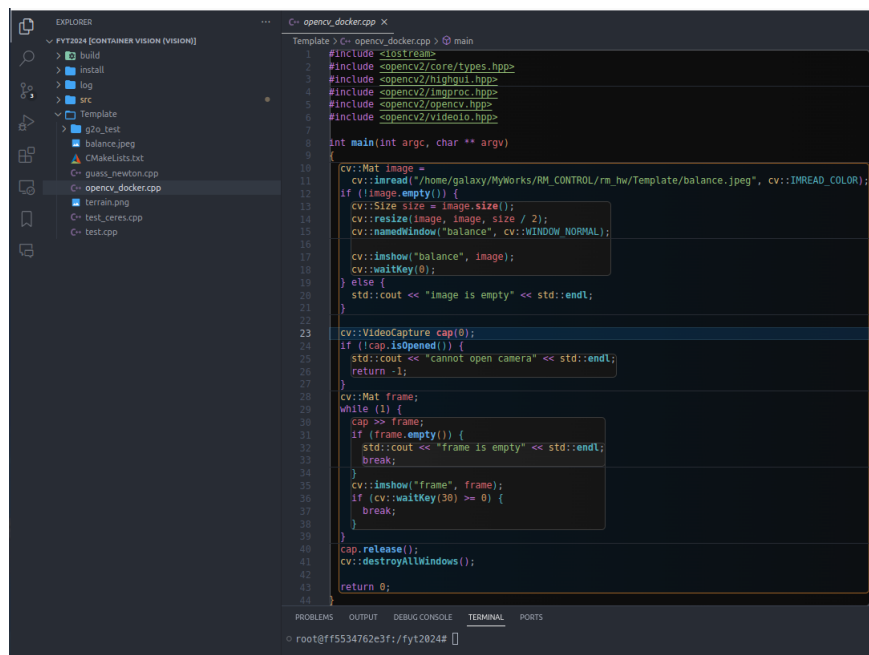 EXPLORER
FYT2024 [CONTAINER VISION (VISION)]
build
install
log
src
Template
g2o_test
balance.jpeg
CMakeLists.txt
guass_newton.cpp
opencv_docker.cpp
terrain.png
test_ceres.cpp
test.cpp
3
opencv_docker.cpp
Template > opencv_docker.cpp > main
1 #include <iostream>
2 #include <opencv2/core/types.hpp>
3 #include <opencv2/highgui.hpp>
4 #include <opencv2/imgproc.hpp>
5 #include <opencv2/opencv.hpp>
6 #include <opencv2/videoio.hpp>
7
8 int main(int argc, char ** argv)
9 {
10 cv::Mat image =
11 cv::imread("/home/galaxy/MyWorks/RM_CONTROL/rm_hw/Template/balance.jpeg", cv::IMREAD_COLOR);
12 if (!image.empty()) {
13 cv::Size size = image.size();
14 cv::resize(image, image, size / 2);
15 cv::namedWindow("balance", cv::WINDOW_NORMAL);
16
17 cv::imshow("balance", image);
18 cv::waitKey(0);
19 } else {
20 std::cout << "image is empty" << std::endl;
21 }
22
23 cv::VideoCapture cap(0);
24 if (!cap.isOpened()) {
25 std::cout << "cannot open camera" << std::endl;
26 return -1;
27 }
28 cv::Mat frame;
29 while (1) {
30 cap >> frame;
31 if (frame.empty()) {
32 std::cout << "frame is empty" << std::endl;
33 break;
34 }
35 cv::imshow("frame", frame);
36 if (cv::waitKey(30) >= 0) {
37 break;
38 }
39 }
40 cap.release();
41 cv::destroyAllWindows();
42
43 return 0;
44 }
PROBLEMS OUTPUT DEBUG CONSOLE TERMINAL PORTS
root@ff5534762e3f:/fyt2024#